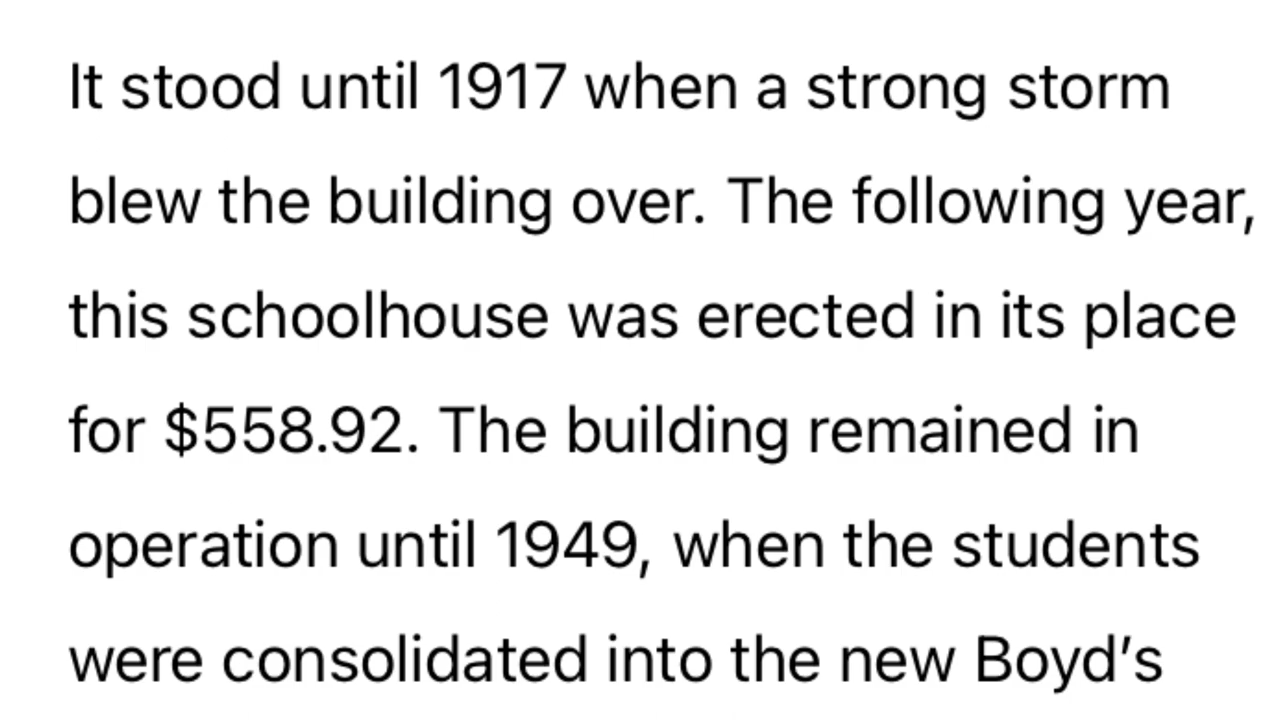 It stood until 1917 when a strong storm
blew the building over. The following year,
this schoolhouse was erected in its place
for $558.92. The building remained in
operation until 1949, when the students
were consolidated into the new Boyd’s